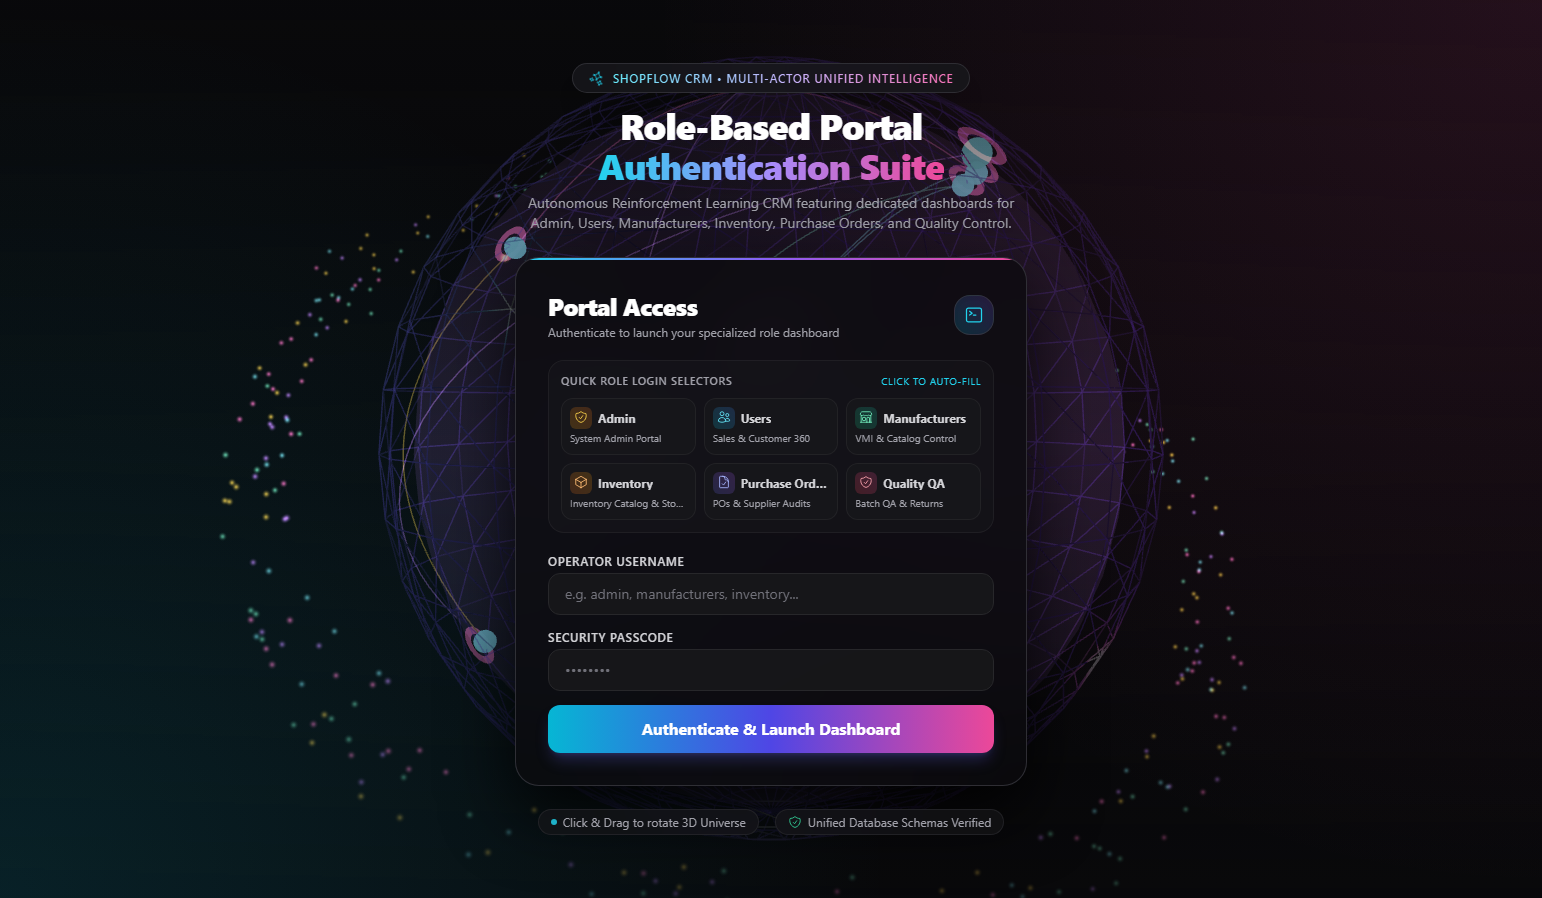 SHOPFLOW CRM • MULTI-ACTOR UNIFIED INTELLIGENCE
Role-Based Portal
Authentication Suite
Autonomous Reinforcement Learning CRM featuring dedicated dashboards for
Admin, Users, Manufacturers, Inventory, Purchase Orders, and Quality Control.
Portal Access
Authenticate to launch your specialized role dashboard
QUICK ROLE LOGIN SELECTORS
CLICK TO AUTO-FILL
Admin
System Admin Portal
Users
Sales & Customer 360
Manufacturers
VMI & Catalog Control
Inventory
Inventory Catalog & Sto...
Purchase Ord...
POs & Supplier Audits
Quality QA
Batch QA & Returns
OPERATOR USERNAME
e.g. admin, manufacturers, inventory...
SECURITY PASSCODE
••••••••
Authenticate & Launch Dashboard
Click & Drag to rotate 3D Universe
Unified Database Schemas Verified